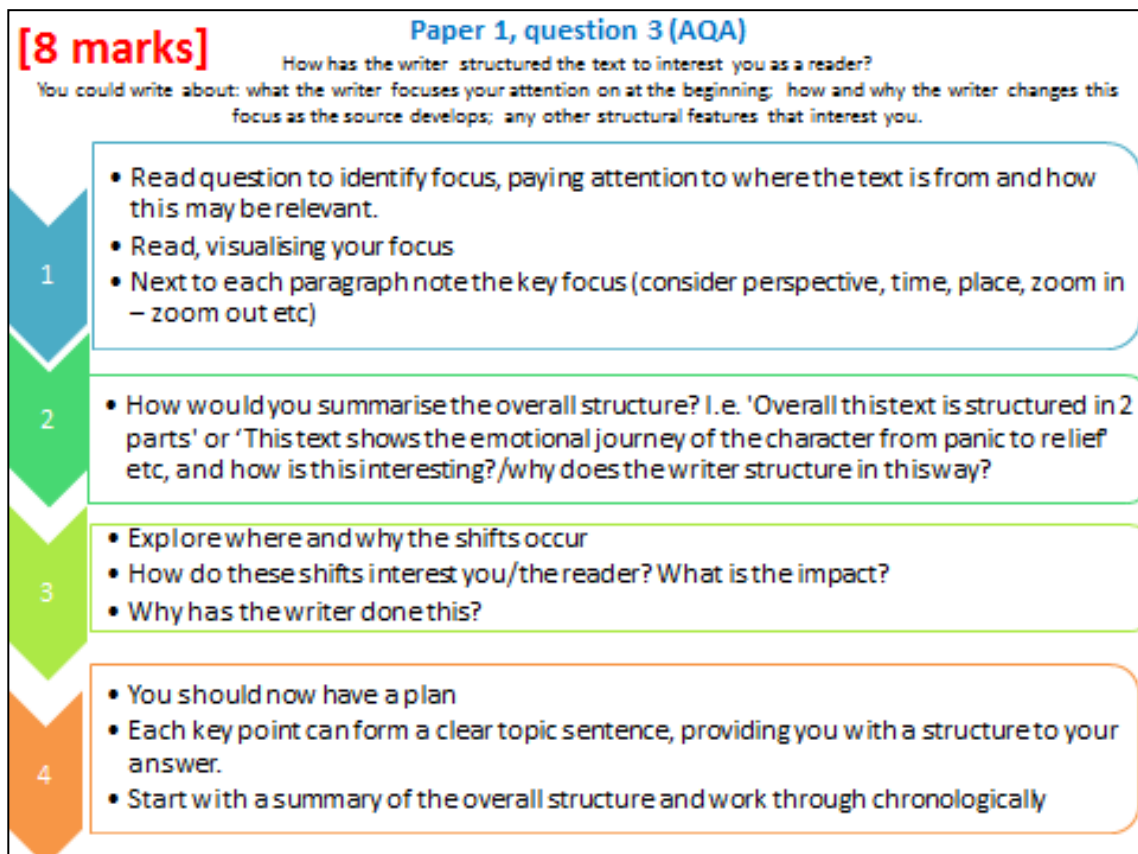 [8 marks]
Paper 1, question 3 (AQA)
How has the writer structured the text to interest you as a reader?
You could write about: what the writer focuses your attention on at the beginning; how and why the writer changes this
focus as the source develops; any other structural features that interest you.
1
• Read question to identify focus, paying attention to where the text is from and how
this may be relevant.
• Read, visualising your focus
• Next to each paragraph note the key focus (consider perspective, time, place, zoom in
– zoom out etc)
2
• How would you summarise the overall structure? I.e. 'Overall this text is structured in 2
parts' or ‘This text shows the emotional journey of the character from panic to relief’
etc, and how is this interesting?/why does the writer structure in this way?
3
• Explore where and why the shifts occur
• How do these shifts interest you/the reader? What is the impact?
• Why has the writer done this?
4
• You should now have a plan
• Each key point can form a clear topic sentence, providing you with a structure to your
answer.
• Start with a summary of the overall structure and work through chronologically